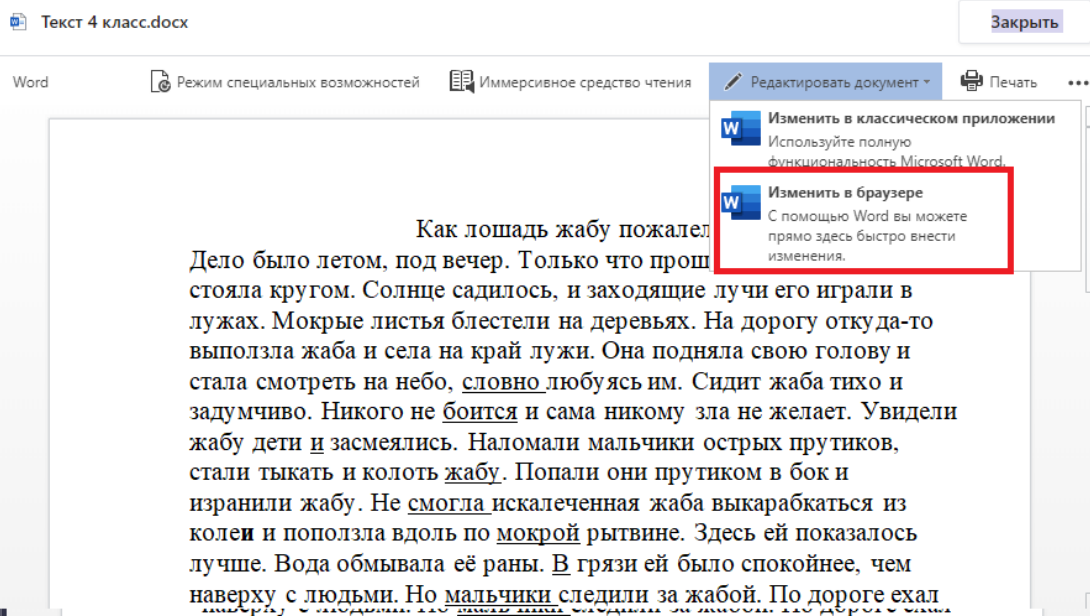 Текст 4 класс.docx
Закрыть
Word
Режим специальных возможностей
Иммерсивное средство чтения
Редактировать документ
Печать
Изменить в классическом приложении
Используйте полную
функциональность Microsoft Word.
Изменить в браузере
С помощью Word вы можете
прямо здесь быстро внести
изменения.
Как лошадь жабу
Дело было летом, под вечер. Только что
стояла кругом. Солнце садилось, и заходящие лучи его играли в
лужах. Мокрые листья блестели на деревьях. На дорогу откуда-то
выползла жаба и села на край лужи. Она подняла свою голову и
стала смотреть на небо, словно любуясь им. Сидит жаба тихо и
задумчиво. Никого не боится и сама никому зла не желает. Увидели
жабу дети и засмеялись. Наломали мальчики острых прутиков,
стали тыкать и колоть жабу. Попали они прутиком в бок и
изранили жабу. Не смогла искалеченная жаба выкарабкаться из
колеи и поползла вдоль по мокрой рытвине. Здесь ей показалось
лучше. Вода обмывала её раны. В грязи ей было спокойнее, чем
наверху с людьми. Но мальчики следили за жабой. По дороге ехал